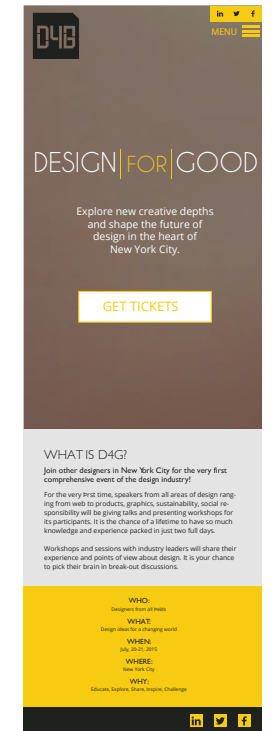 D4G
in f
MENU
DESIGN FOR GOOD
Explore new creative depths
and shape the future of
design in the heart of
New York City.
GET TICKETS
WHAT IS D4G?
Join other designers in New York City for the very first
comprehensive event of the design industry!
For the very Þrst time, speakers from all areas of design rang-
ing from web to products, graphics, sustainability, social re-
sponsibility will be giving talks and presenting workshops for
its participants. It is the chance of a lifetime to have so much
knowledge and experience packed in just two full days.
Workshops and sessions with industry leaders will share their
experience and points of view about design. It is your chance
to pick their brain in break-out discussions.
WHO:
Designers from all Þelds
WHAT:
Design ideas for a changing world
WHEN:
July, 20-21, 2015
WHERE:
New York City
WHY:
Educate, Explore, Share, Inspire, Challenge
in f